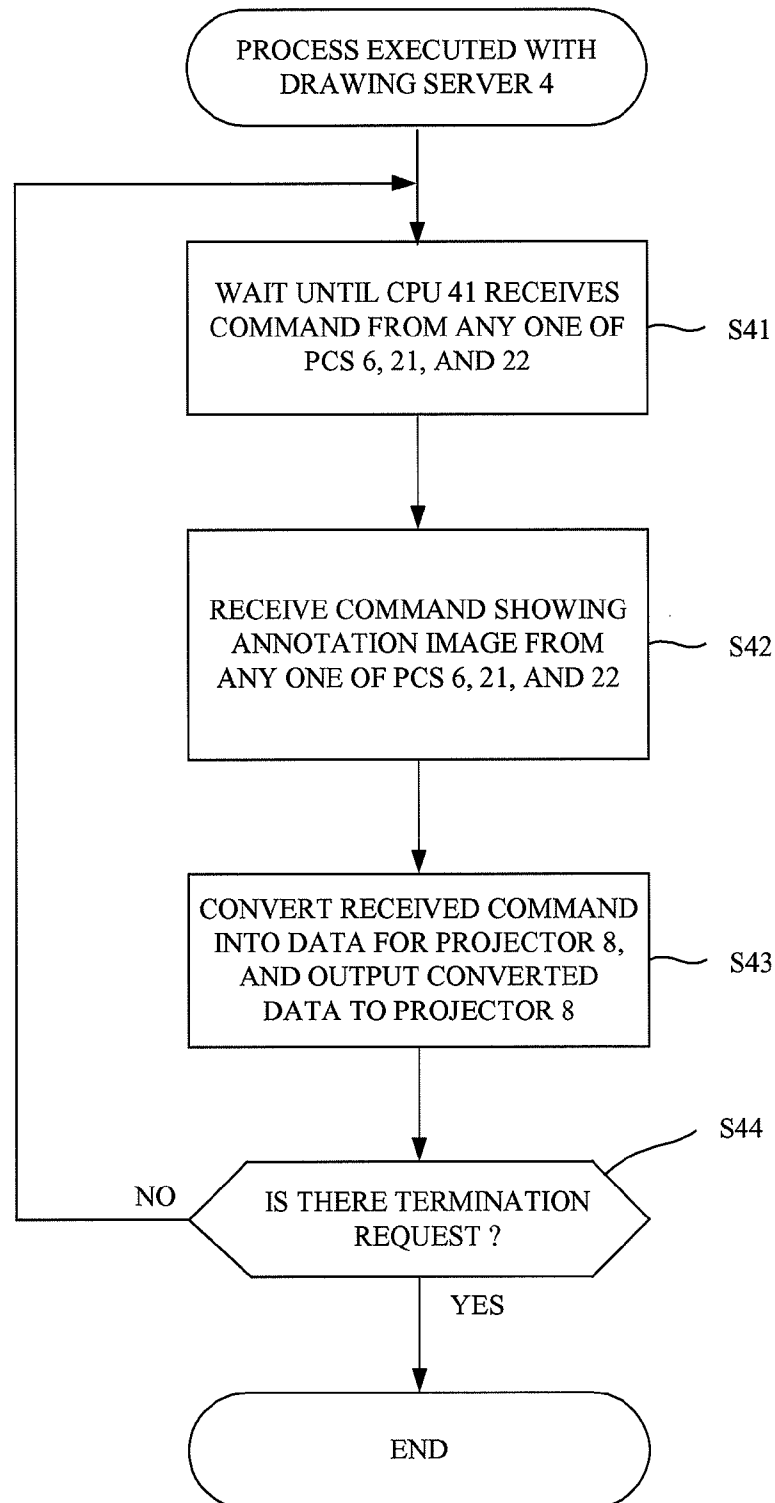 PROCESS EXECUTED WITH
DRAWING SERVER 4
WAIT UNTIL CPU 41 RECEIVES
COMMAND FROM ANY ONE OF
PCS 6, 21, AND 22
S41
RECEIVE COMMAND SHOWING
ANNOTATION IMAGE FROM
ANY ONE OF PCS 6, 21, AND 22
S42
CONVERT RECEIVED COMMAND
INTO DATA FOR PROJECTOR 8,
AND OUTPUT CONVERTED
DATA TO PROJECTOR 8
S43
S44
NO
IS THERE TERMINATION
REQUEST ?
YES
END